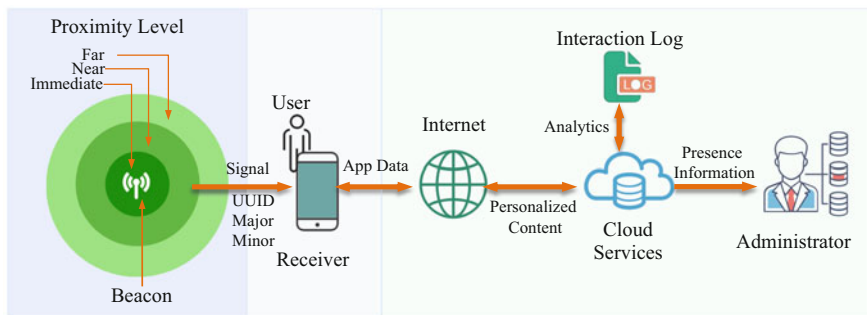 Proximity Level
Far
Near
Immediate
Beacon
Signal
UUID
Major
Minor
User
Receiver
App Data
Internet
Personalized
Content
Interaction Log
LOG
Analytics
Cloud
Services
Presence
Information
Administrator